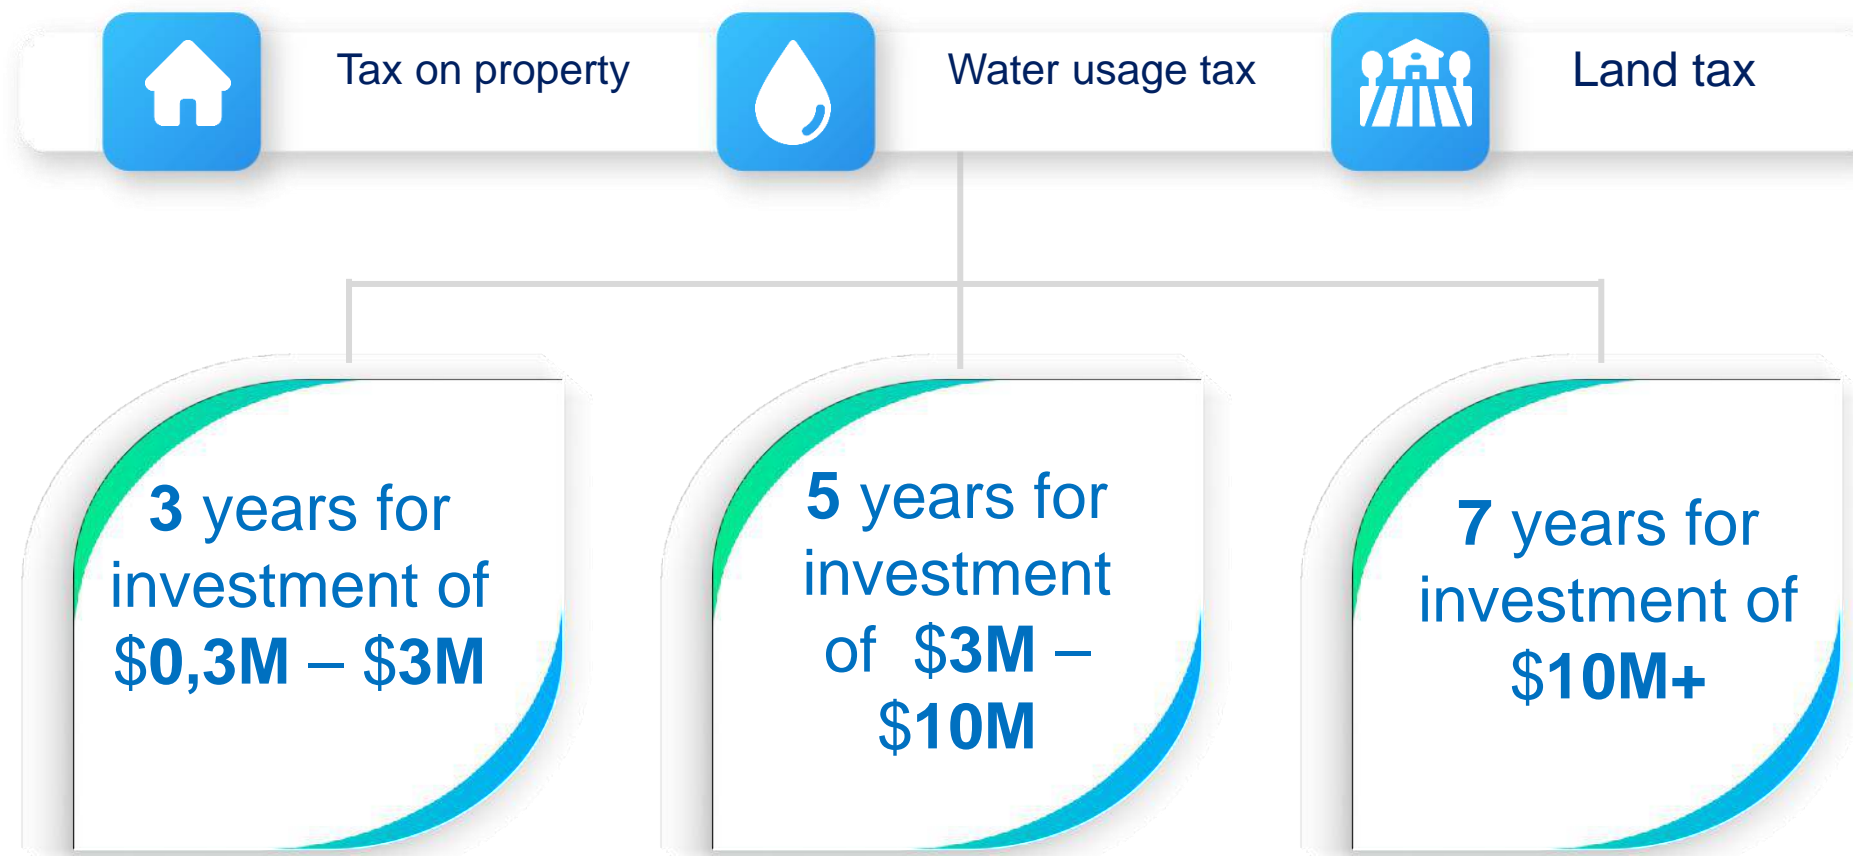 Tax on property
Water usage tax
Land tax
3 years for
investment of
$0,3M – $3M
5 years for
investment
of $3M –
$10M
7 years for
investment of
$10M+